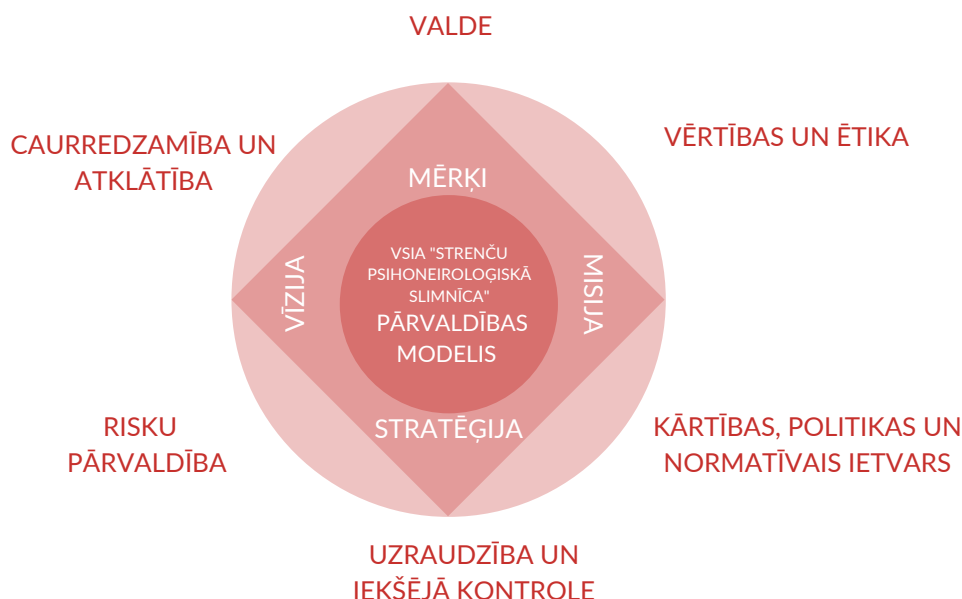 VALDE
CAURREDZAMĪBA UN
ATKLĀTĪBA
VĒRTĪBAS UN ĒTIKA
MĒRĶI
VĪZIJA
VSIA "STRENČU
PSIHONEIROLOĢISKĀ
SLIMNĪCA"
PĀRVALDĪBAS
MODELIS
MISIJA
STRATĒĢIJA
RISKU
PĀRVALDĪBA
KĀRTĪBAS, POLITIKAS UN
NORMATĪVAIS IETVARS
UZRAUDZĪBA UN
IEKŠĒJĀ KONTROLE